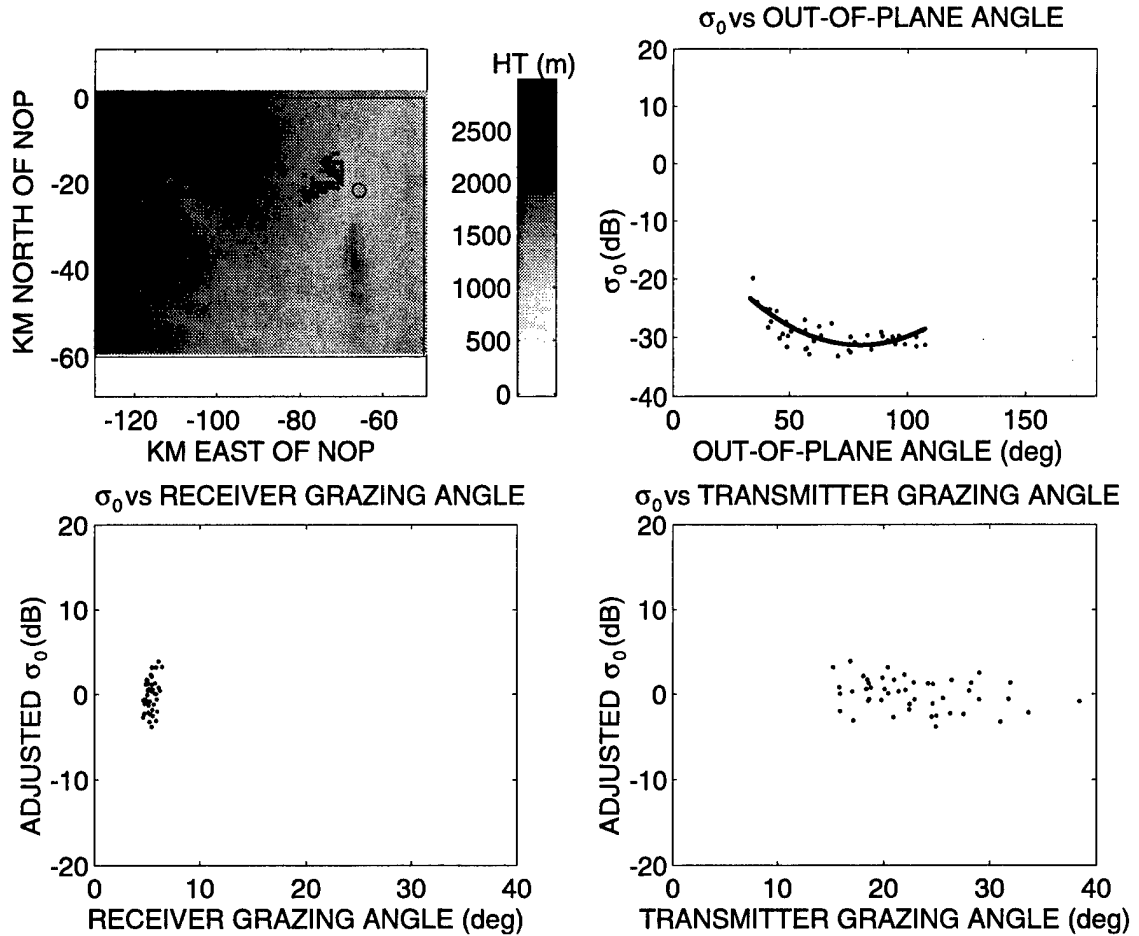 HT (m)
KM NORTH OF NOP
0
-20
-40
-60
-120 -100 -80 -60
KM EAST OF NOP
2500
2000
1500
1000
500
0
σ₀ vs OUT-OF-PLANE ANGLE
σ₀ (dB)
20
10
0
-10
-20
-30
-40
0 50 100 150
OUT-OF-PLANE ANGLE (deg)
σ₀ vs RECEIVER GRAZING ANGLE
ADJUSTED σ₀ (dB)
20
10
0
-10
-20
0 10 20 30 40
RECEIVER GRAZING ANGLE (deg)
σ₀ vs TRANSMITTER GRAZING ANGLE
ADJUSTED σ₀ (dB)
20
10
0
-10
-20
0 10 20 30 40
TRANSMITTER GRAZING ANGLE (deg)